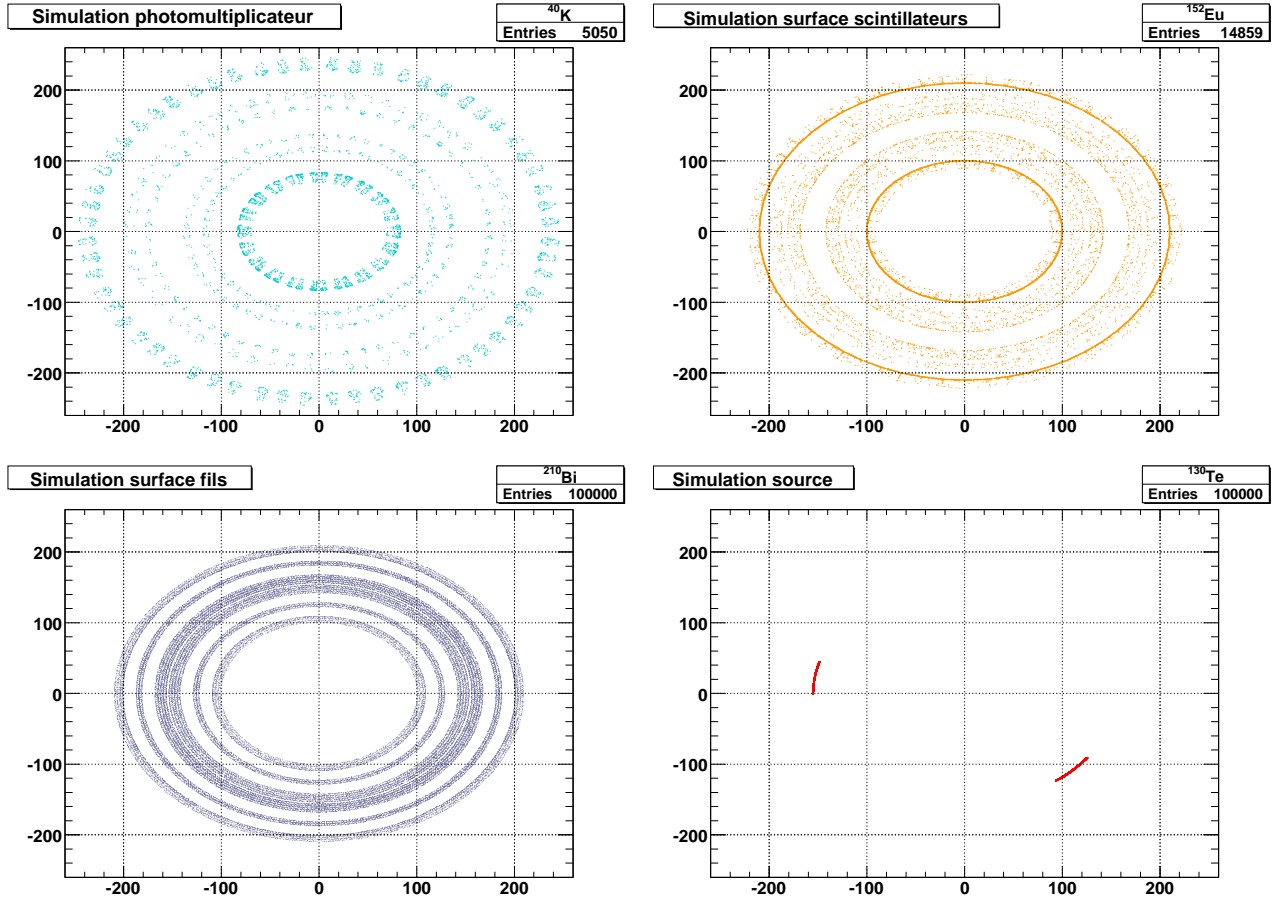 Simulation photomultiplicateur
40K
Entries 5050
200
100
0
-100
-200
-200 -100 0 100 200
Simulation surface scintillateurs
152Eu
Entries 14859
200
100
0
-100
-200
-200 -100 0 100 200
Simulation surface fils
210Bi
Entries 100000
200
100
0
-100
-200
-200 -100 0 100 200
Simulation source
130Te
Entries 100000
200
100
0
-100
-200
-200 -100 0 100 200